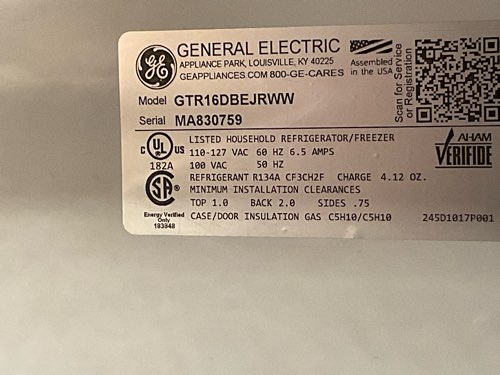 GE
GENERAL ELECTRIC
APPLIANCE PARK, LOUISVILLE, KY 40225
GEAPPLIANCES.COM 800-GE-CARES
Assembled
in the USA
Scan for Service
or Registration
Model GTR16DBEJRWW
Serial MA830759
C UL US
182A
LISTED HOUSEHOLD REFRIGERATOR/FREEZER
110-127 VAC 60 HZ 6.5 AMPS
100 VAC 50 HZ
REFRIGERANT R134A CF3CH2F CHARGE 4.12 OZ.
MINIMUM INSTALLATION CLEARANCES
TOP 1.0 BACK 2.0 SIDES .75
CASE/DOOR INSULATION GAS C5H10/C5H10
245D1017P001
AHAM
VERIFIDE
SA
Energy Verified
Only
183848